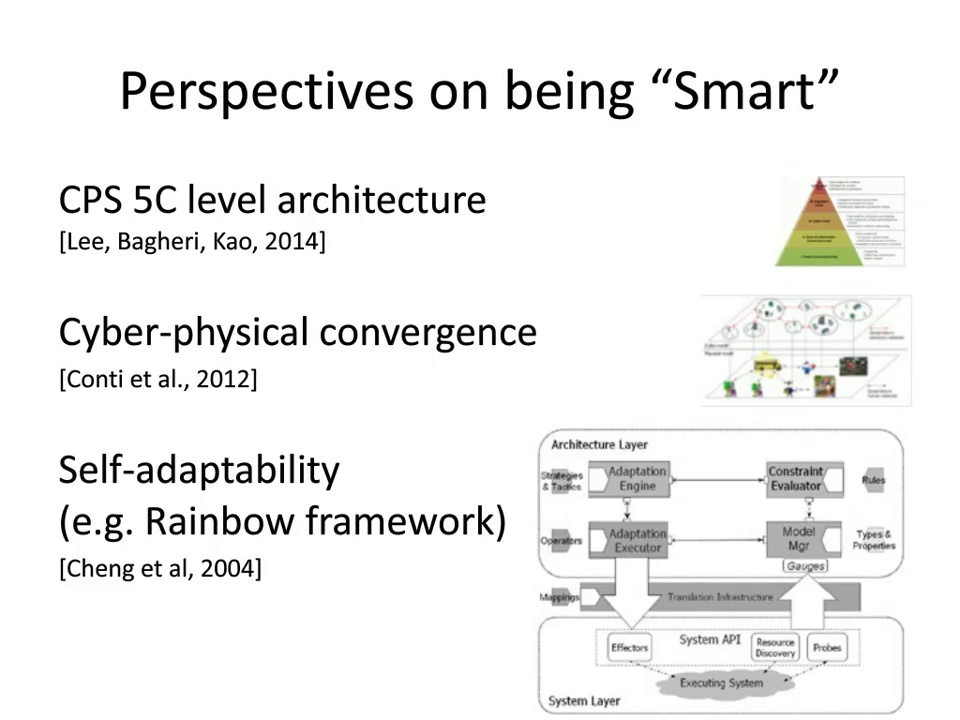 Perspectives on being “Smart”
CPS 5C level architecture
[Lee, Bagheri, Kao, 2014]
Cyber-physical convergence
[Conti et al., 2012]
Self-adaptability
(e.g. Rainbow framework)
[Cheng et al, 2004]
Architecture Layer
Strategies
& Tactics
Adaptation
Engine
Constraint
Evaluator
Rules
Operators
Adaptation
Executor
Model
Mgr
Types &
Properties
Gauges
Mappings
Translation Infrastructure
System API
Effectors
Resource
Discovery
Probes
Executing System
System Layer